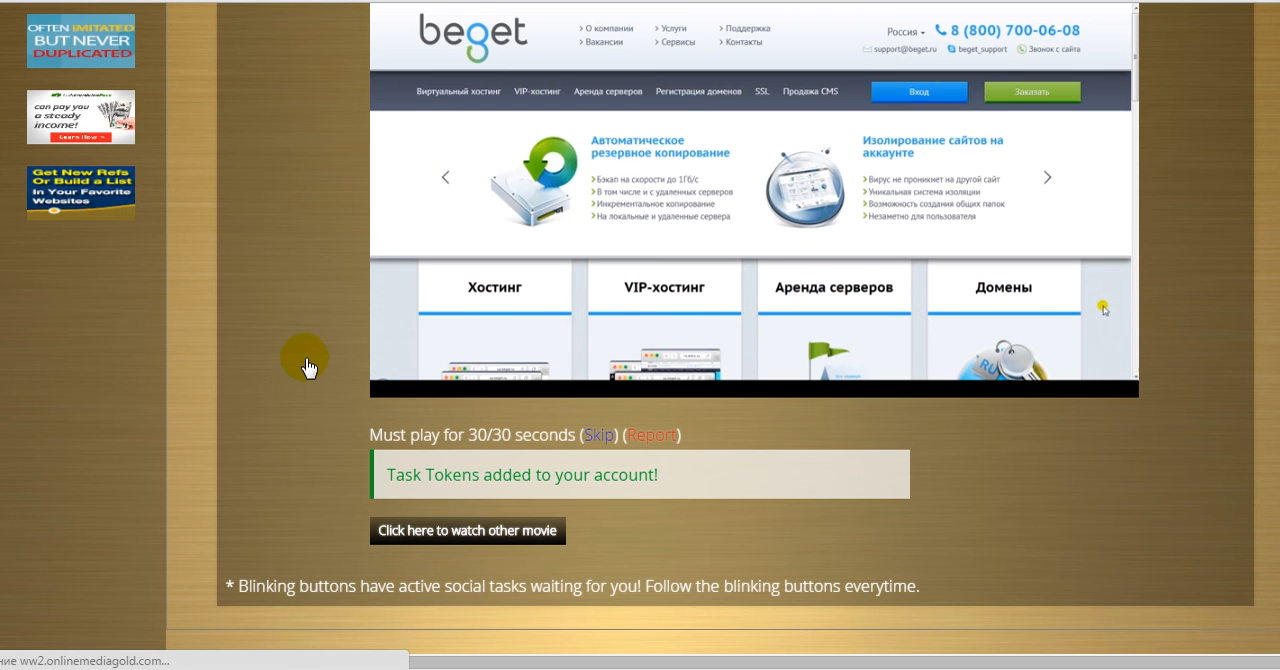 OFTEN IMITATED
BUT NEVER
DUPLICATED
can pay you
a steady
income!
Learn How
Get New Refs
Or Build a List
In Your Favorite
Websites
beget
О компании
Вакансии
Услуги
Сервисы
Поддержка
Контакты
Россия
8 (800) 700-06-08
support@beget.ru
beget_support
Звонок с сайта
Виртуальный хостинг VIP-хостинг Аренда серверов Регистрация доменов SSL Продажа CMS
Вход
Заказать
Автоматическое
резервное копирование
Бэкап на скорости до 1Гб/с
В том числе и с удаленных серверов
Инкрементальное копирование
На локальные и удаленные сервера
Изолирование сайтов на
аккаунте
Вирус не проникнет на другой сайт
Уникальная система изоляции
Возможность создания общих папок
Незаметно для пользователя
Хостинг
VIP-хостинг
Аренда серверов
Домены
RU
Must play for 30/30 seconds (Skip) (Report)
Task Tokens added to your account!
Click here to watch other movie
* Blinking buttons have active social tasks waiting for you! Follow the blinking buttons everytime.
ние ww2.onlinemediagold.com...